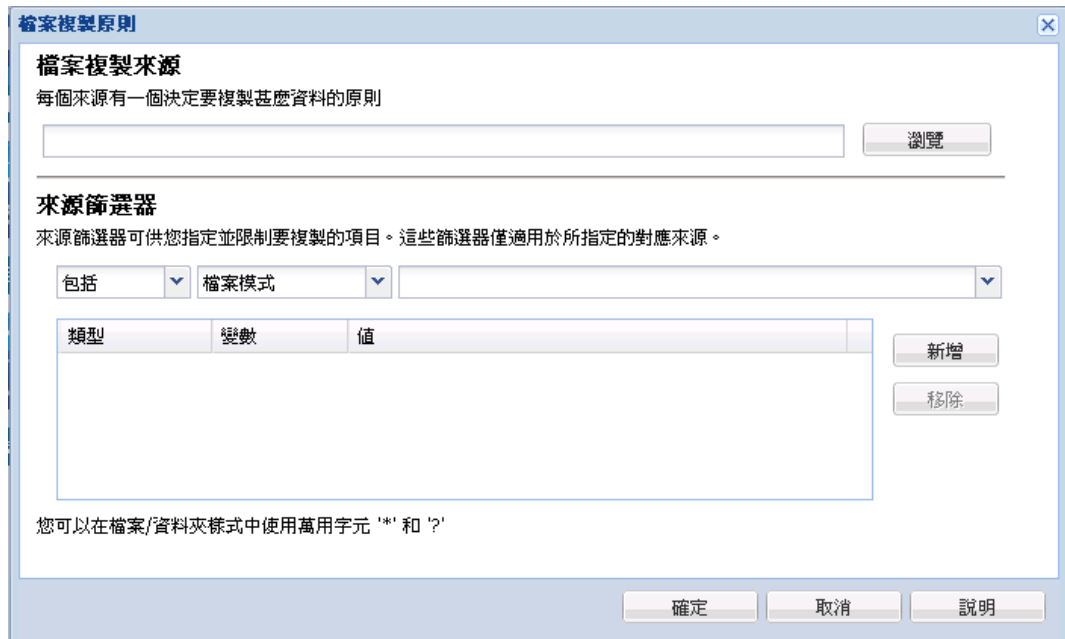 檔案複製原則
檔案複製來源
每個來源有一個決定要複製甚麼資料的原則
瀏覽
來源篩選器
來源篩選器可供您指定並限制要複製的項目。這些篩選器僅適用於所指定的對應來源。
包括 檔案模式
類型 變數 值
新增
移除
您可以在檔案/資料夾樣式中使用萬用字元 '*' 和 '?'
確定 取消 說明